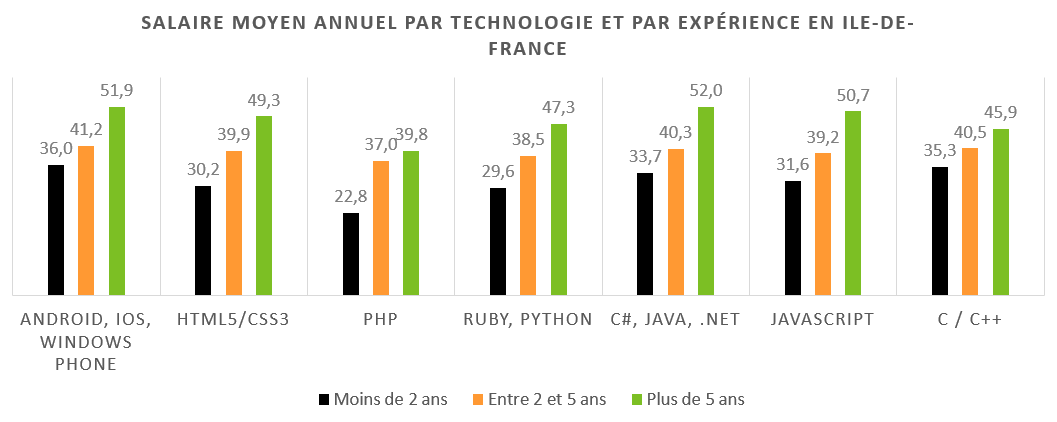 SALAIRE MOYEN ANNUEL PAR TECHNOLOGIE ET PAR EXPÉRIENCE EN ILE-DE-
FRANCE
36,0 41,2 51,9
30,2 39,9 49,3
22,8 37,0 39,8
29,6 38,5 47,3
33,7 40,3 52,0
31,6 39,2 50,7
35,3 40,5 45,9
ANDROID, IOS,
WINDOWS
PHONE
HTML5/CSS3
PHP
RUBY, PYTHON
C#, JAVA, .NET
JAVASCRIPT
C / C++
Moins de 2 ans
Entre 2 et 5 ans
Plus de 5 ans